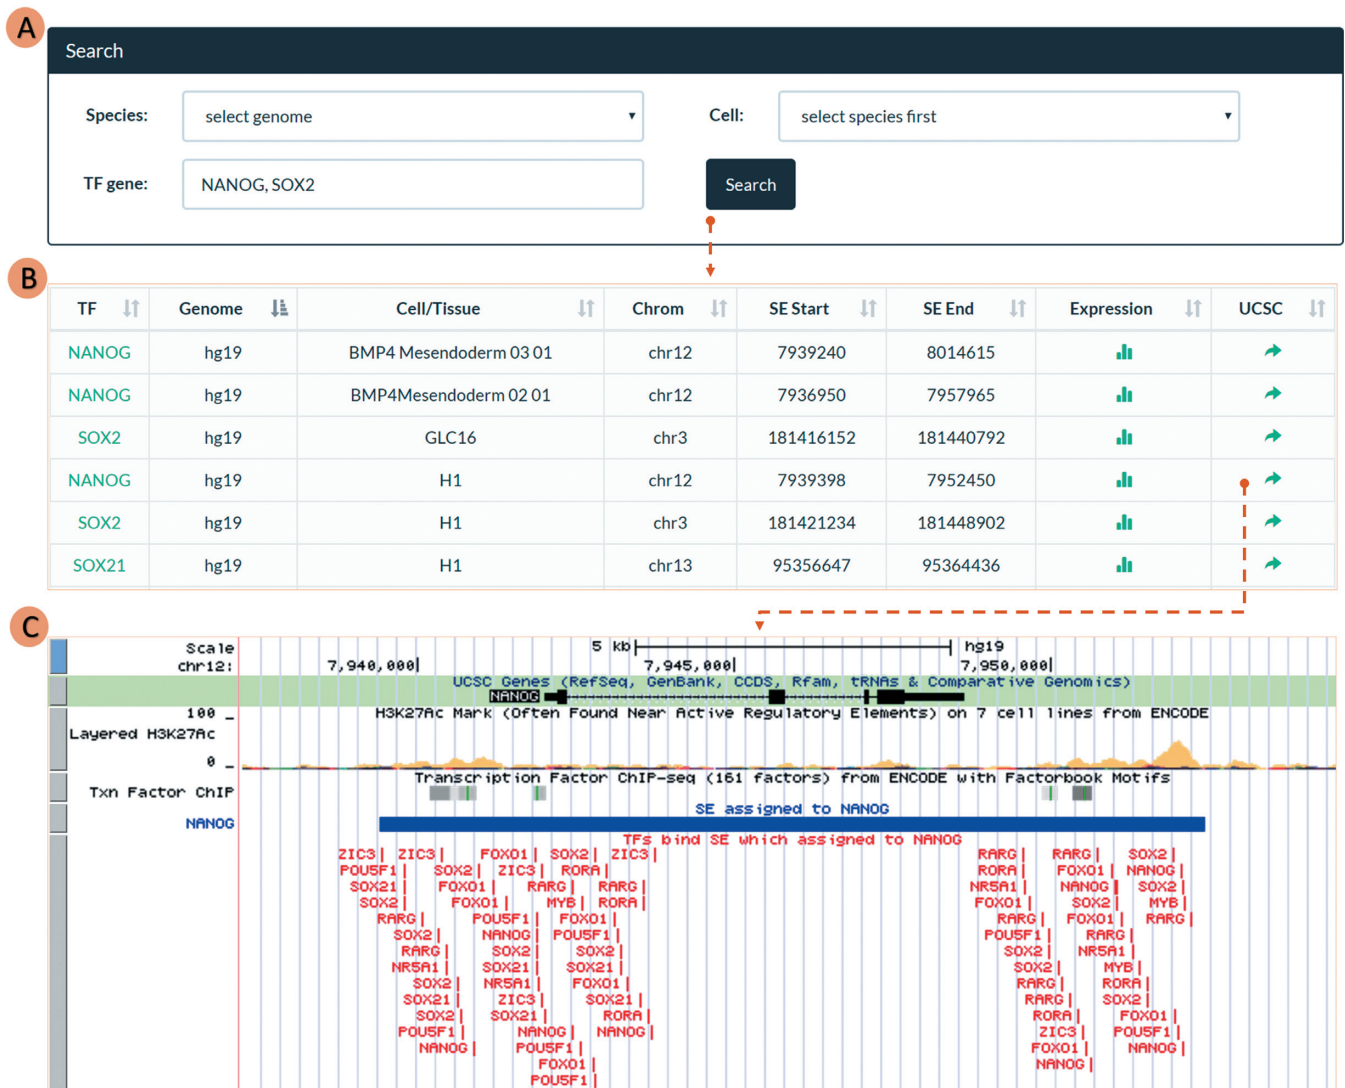 A
Search
Species: select genome Cell: select species first
TF gene: NANOG, SOX2 Search
B
TF Genome Cell/Tissue Chrom SE Start SE End Expression UCSC
NANOG hg19 BMP4 Mesendoderm 03 01 chr12 7939240 8014615
NANOG hg19 BMP4Mesendoderm 02 01 chr12 7936950 7957965
SOX2 hg19 GLC16 chr3 181416152 181440792
NANOG hg19 H1 chr12 7939398 7952450
SOX2 hg19 H1 chr3 181421234 181448902
SOX21 hg19 H1 chr13 95356647 95364436
C
Scale 5 kb hg19
chr12: 7,940,000 7,945,000 7,950,000
UCSC Genes (RefSeq, GenBank, CCDS, Rfam, tRNAs & Comparative Genomics)
NANOG
100 _ H3K27Ac Mark (Often Found Near Active Regulatory Elements) on 7 cell lines from ENCODE
Layered H3K27Ac
0 _
Transcription Factor ChIP-seq (161 factors) from ENCODE with Factorbook Motifs
Txn Factor ChIP
SE assigned to NANOG
NANOG
TFs bind SE which assigned to NANOG
ZIC3 ZIC3 FOXO1 SOX2 ZIC3 RARG RARG SOX2
POU5F1 SOX2 ZIC3 RORA RORA FOXO1 NANOG
SOX21 FOXO1 RARG RARG NR5A1 NANOG SOX2
SOX2 FOXO1 MYB RORA FOXO1 SOX2 MYB
RARG POU5F1 FOXO1 RARG FOXO1 RARG
SOX2 NANOG POU5F1 POU5F1 RARG
RARG SOX2 SOX2 SOX2 NR5A1
NR5A1 SOX21 SOX21 SOX2 MYB
SOX2 NR5A1 FOXO1 RARG RORA
SOX21 ZIC3 SOX21 RARG SOX2
SOX2 SOX21 RORA RORA FOXO1
POU5F1 NANOG NANOG ZIC3 POU5F1
NANOG POU5F1 FOXO1 NANOG
FOXO1 NANOG
POU5F1